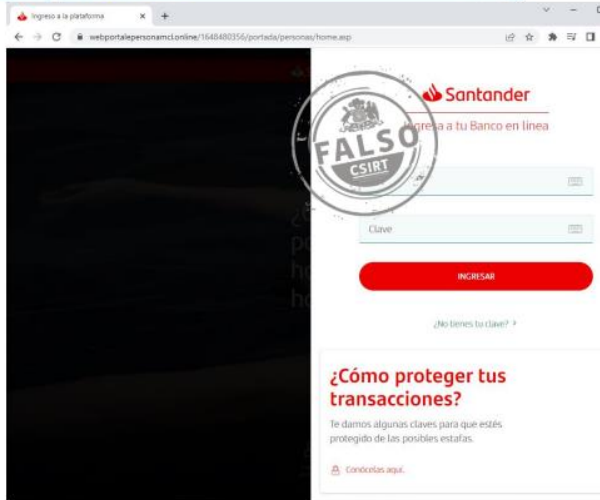 Ingreso a la plataforma
webportalepersonamcl.online/1648480356/portada/personas/home.asp
Santander
Ingresa a tu Banco en linea
FALSO
CSIRT
Clave
INGRESAR
¿No tienes tu clave? >
¿Cómo proteger tus
transacciones?
Te damos algunas claves para que estés
protegido de las posibles estafas.
Conócelas aquí.